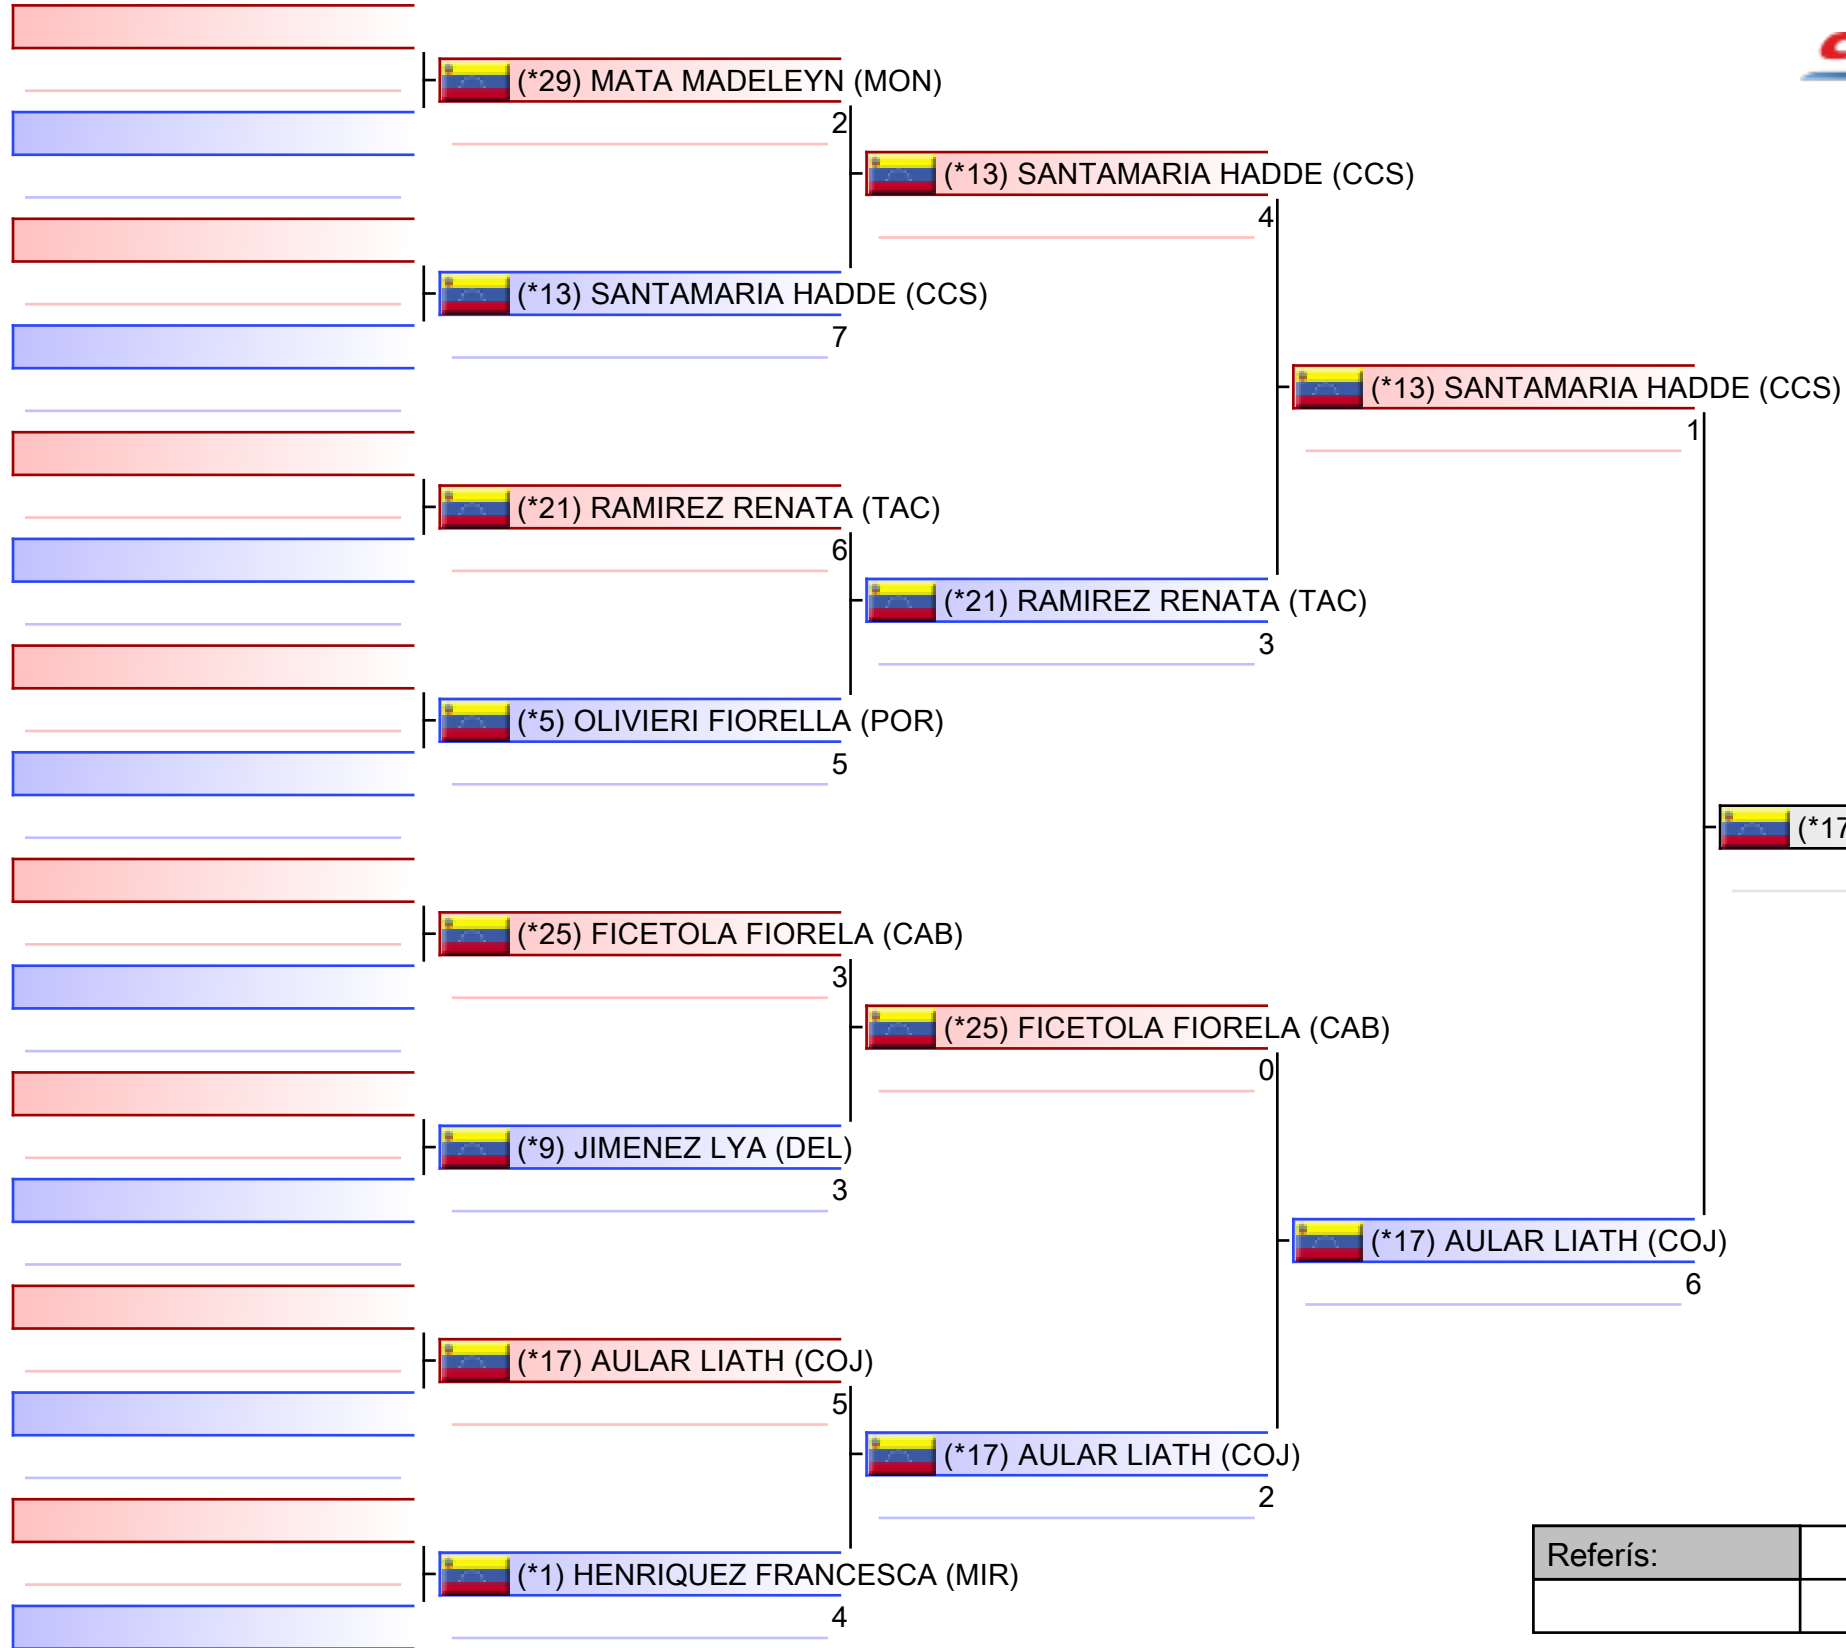 (*29) MATA MADELEYN (MON)
2
(*13) SANTAMARIA HADDE (CCS)
4
(*13) SANTAMARIA HADDE (CCS)
7
(*13) SANTAMARIA HADDE (CCS)
1
(*21) RAMIREZ RENATA (TAC)
6
(*21) RAMIREZ RENATA (TAC)
3
(*5) OLIVIERI FIORELLA (POR)
5
(*17
(*25) FICETOLA FIORELA (CAB)
3
(*25) FICETOLA FIORELA (CAB)
0
(*9) JIMENEZ LYA (DEL)
3
(*17) AULAR LIATH (COJ)
6
(*17) AULAR LIATH (COJ)
5
(*17) AULAR LIATH (COJ)
2
(*1) HENRIQUEZ FRANCESCA (MIR)
4
Referís: